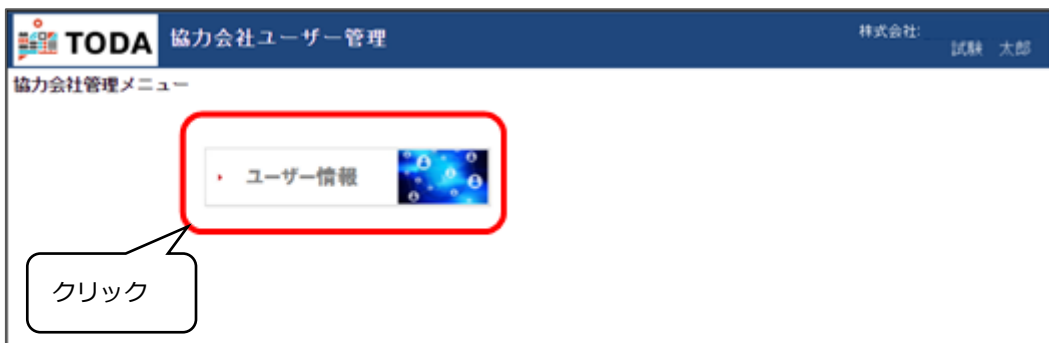 TODA 協力会社ユーザー管理
株式会社:
試験 太郎
協力会社管理メニュー
ユーザー情報
クリック